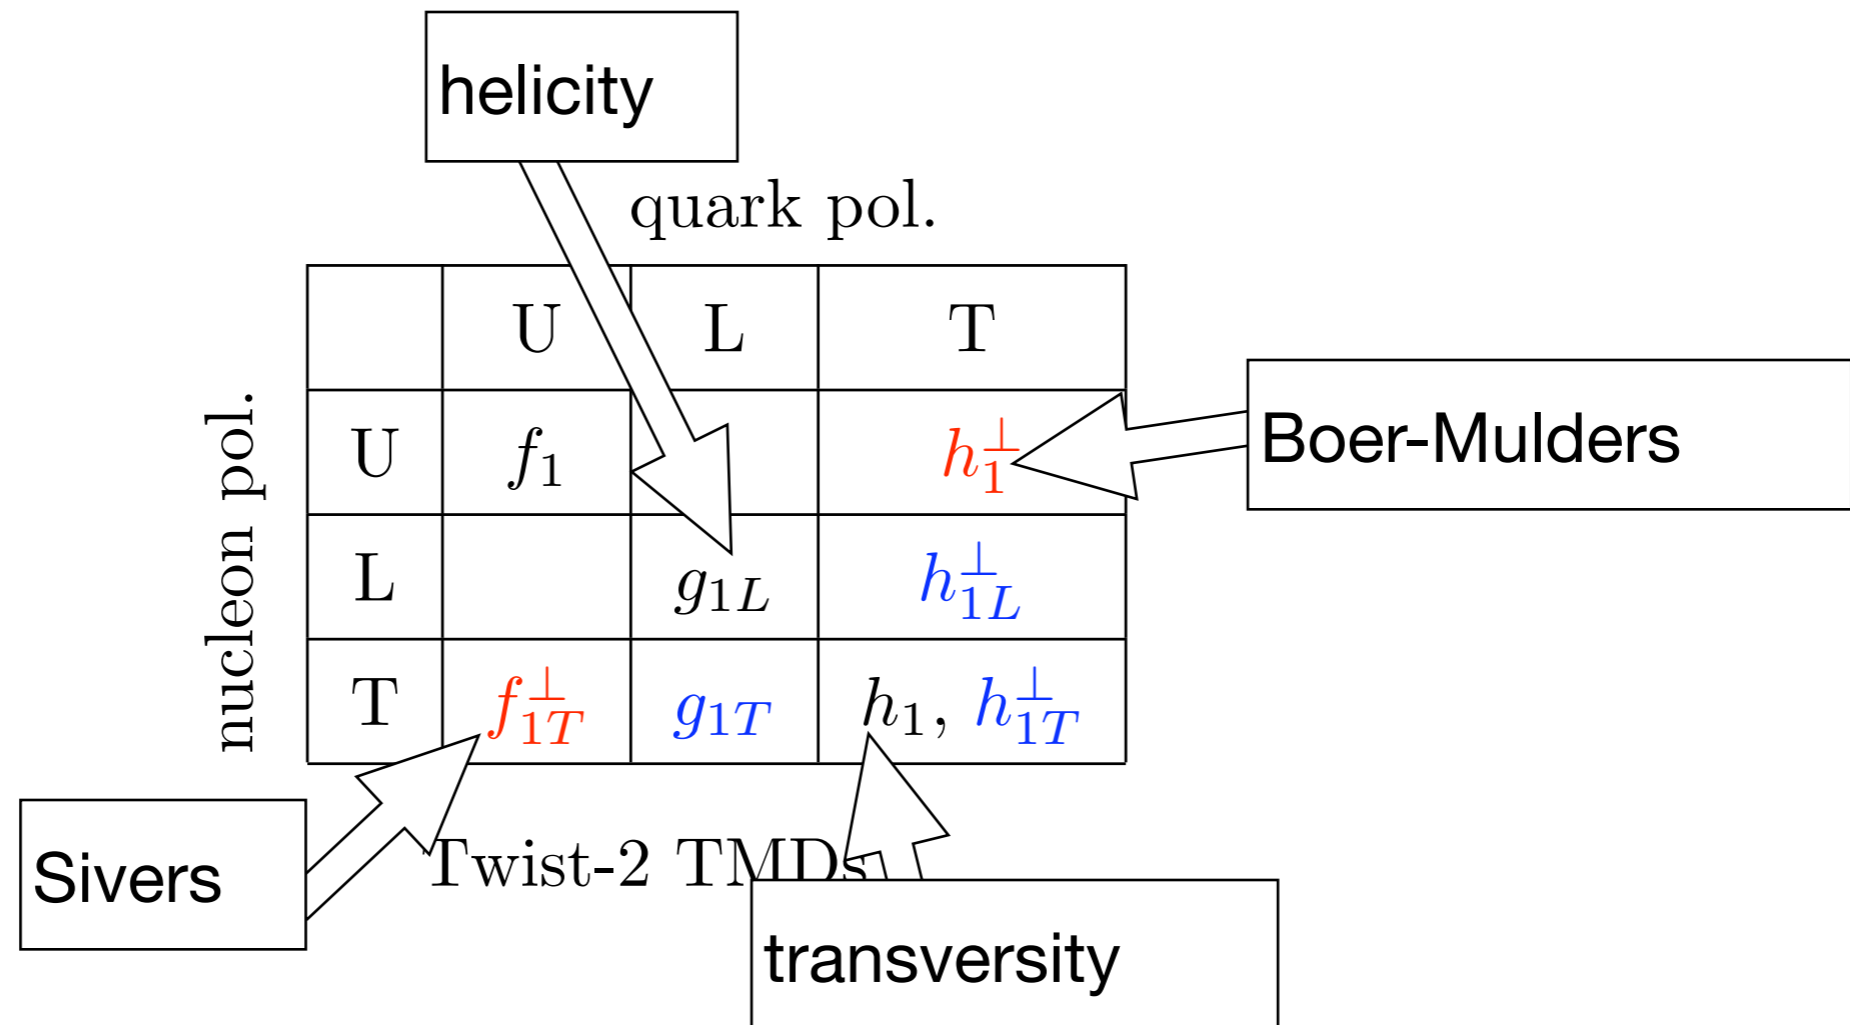 helicity
quark pol.
nucleon pol.
U L T
U f₁ h₁^⊥
Boer-Mulders
L g₁L h₁L^⊥
T f₁T^⊥ g₁T h₁, h₁T^⊥
Sivers
Twist-2 TMDs
transversity